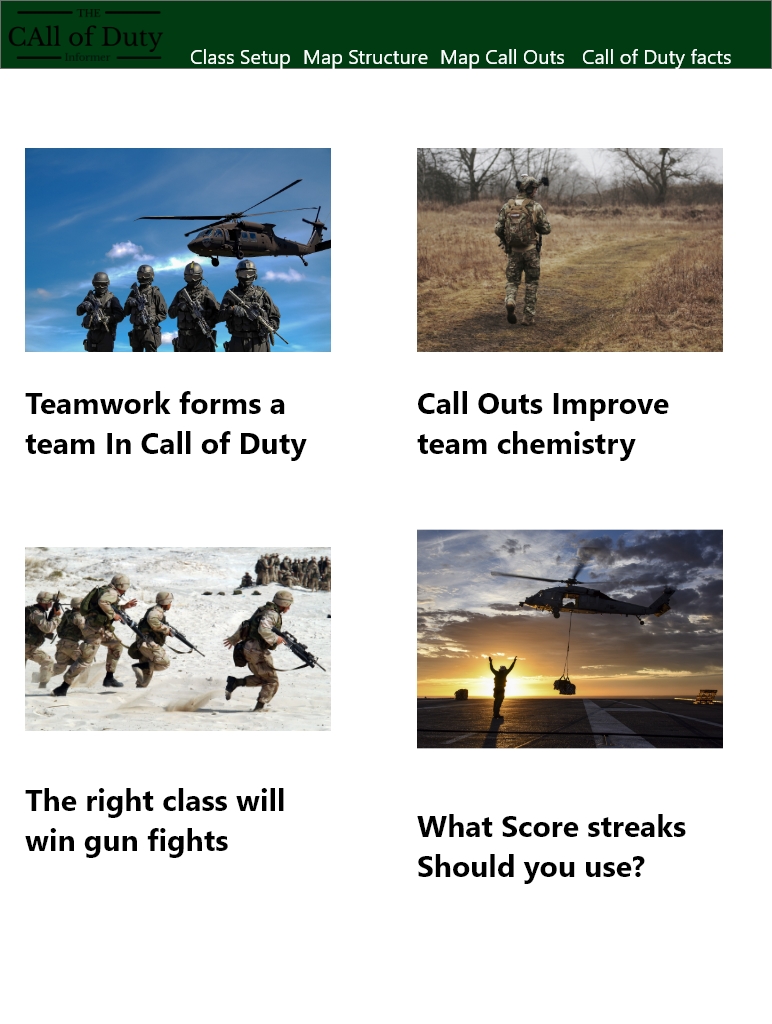 THE
CAll of Duty
Informer
Class Setup Map Structure Map Call Outs Call of Duty facts
Teamwork forms a
team In Call of Duty
Call Outs Improve
team chemistry
The right class will
win gun fights
What Score streaks
Should you use?